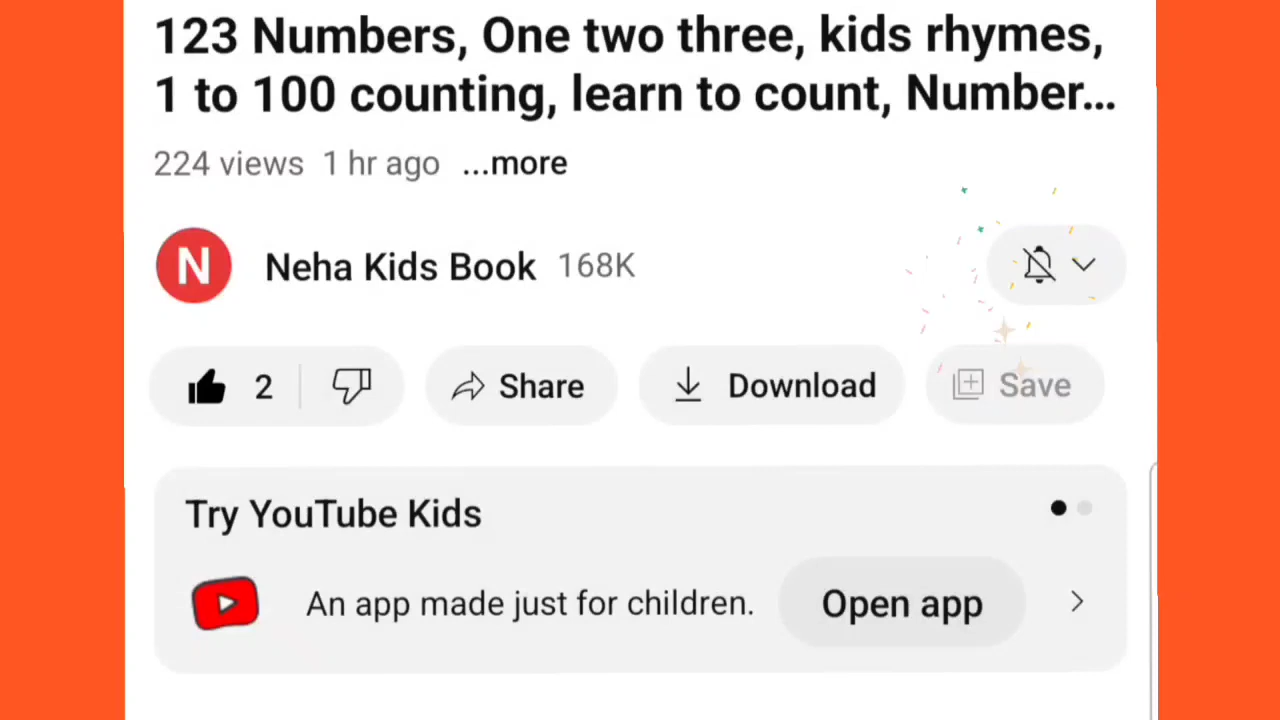 123 Numbers, One two three, kids rhymes,
1 to 100 counting, learn to count, Number...
224 views 1 hr ago ...more
N Neha Kids Book 168K
2 Share Download Save
Try YouTube Kids
An app made just for children. Open app